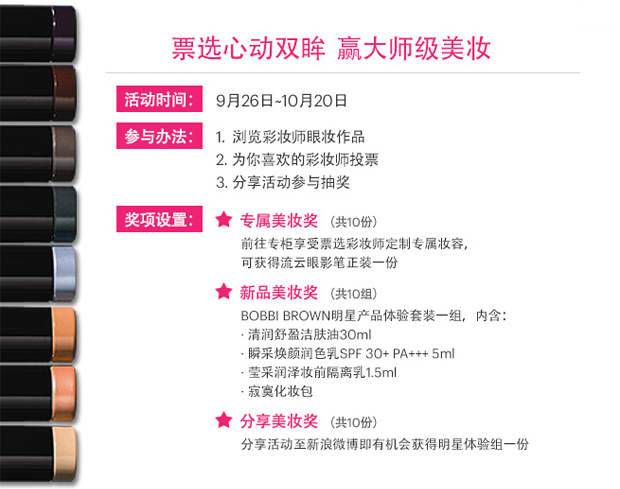 票选心动双眸 赢大师级美妆
活动时间： 9月26日~10月20日
参与办法： 1. 浏览彩妆师眼妆作品
2. 为你喜欢的彩妆师投票
3. 分享活动参与抽奖
奖项设置： ★ 专属美妆奖 （共10份）
前往专柜享受票选彩妆师定制专属妆容，
可获得流云眼影笔正装一份
★ 新品美妆奖 （共10组）
BOBBI BROWN明星产品体验套装一组，内含：
· 清润舒盈洁肤油30ml
· 瞬采焕颜润色乳SPF 30+ PA+++ 5ml
· 莹采润泽妆前隔离乳1.5ml
· 寂寞化妆包
★ 分享美妆奖 （共10份）
分享活动至新浪微博即有机会获得明星体验组一份